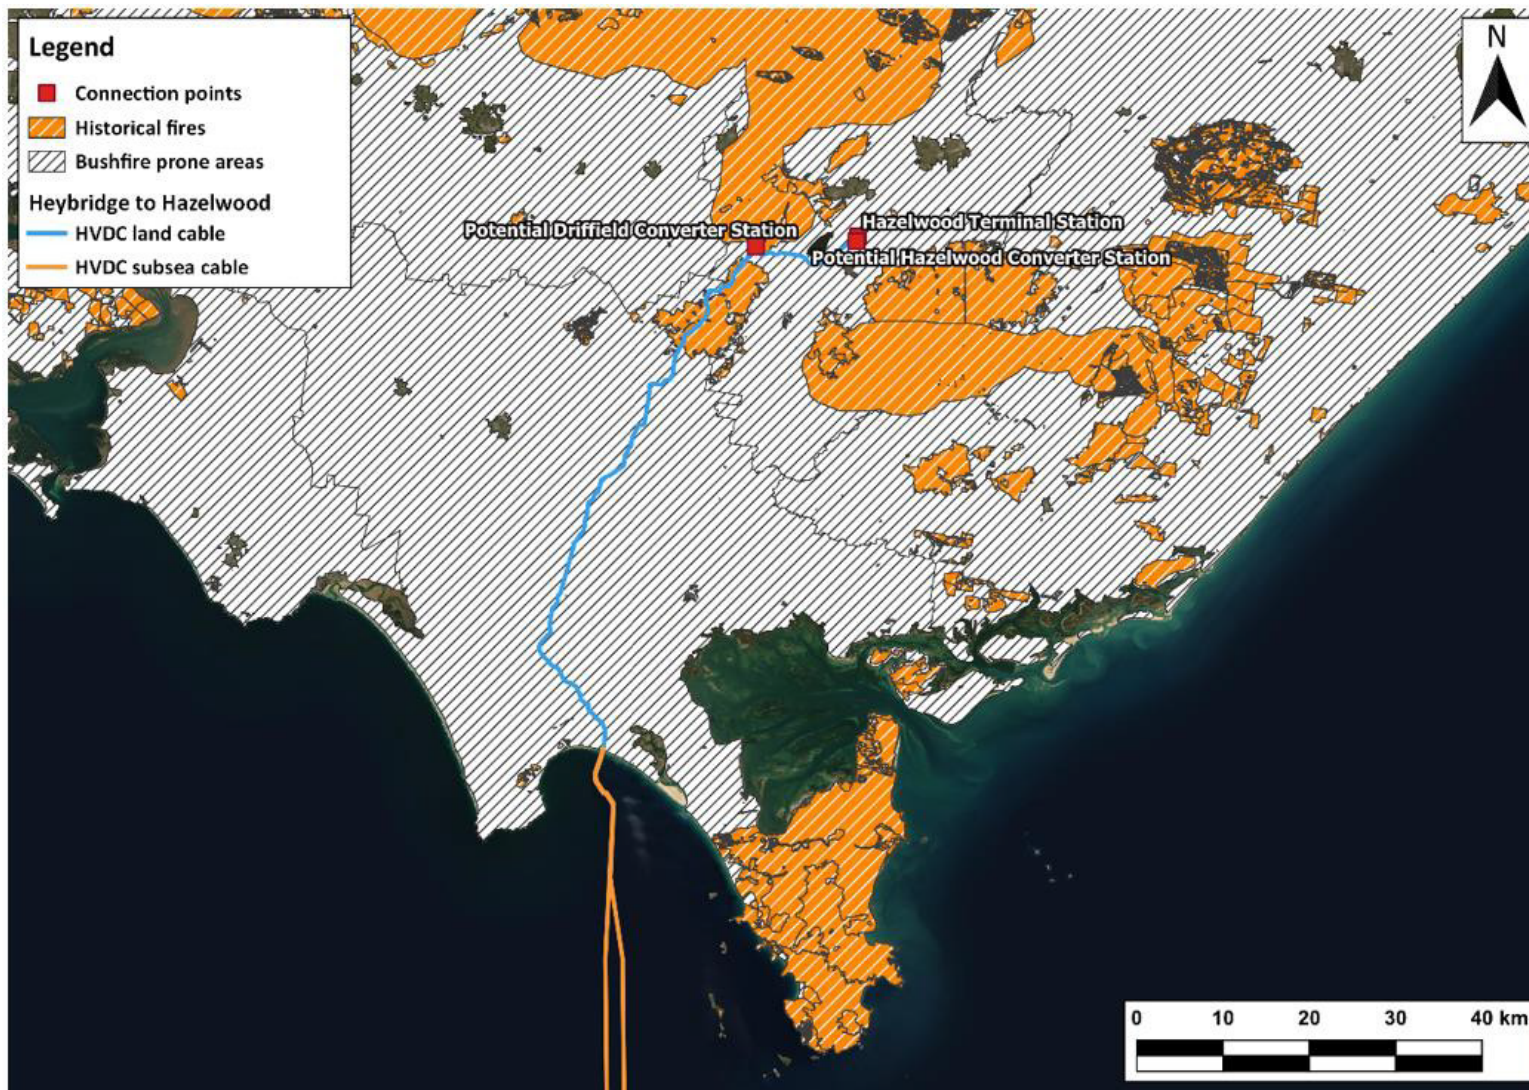 Legend
Connection points
Historical fires
Bushfire prone areas
Heybridge to Hazelwood
HVDC land cable
HVDC subsea cable
N
Potential Driffield Converter Station
Hazelwood Terminal Station
Potential Hazelwood Converter Station
0 10 20 30 40 km